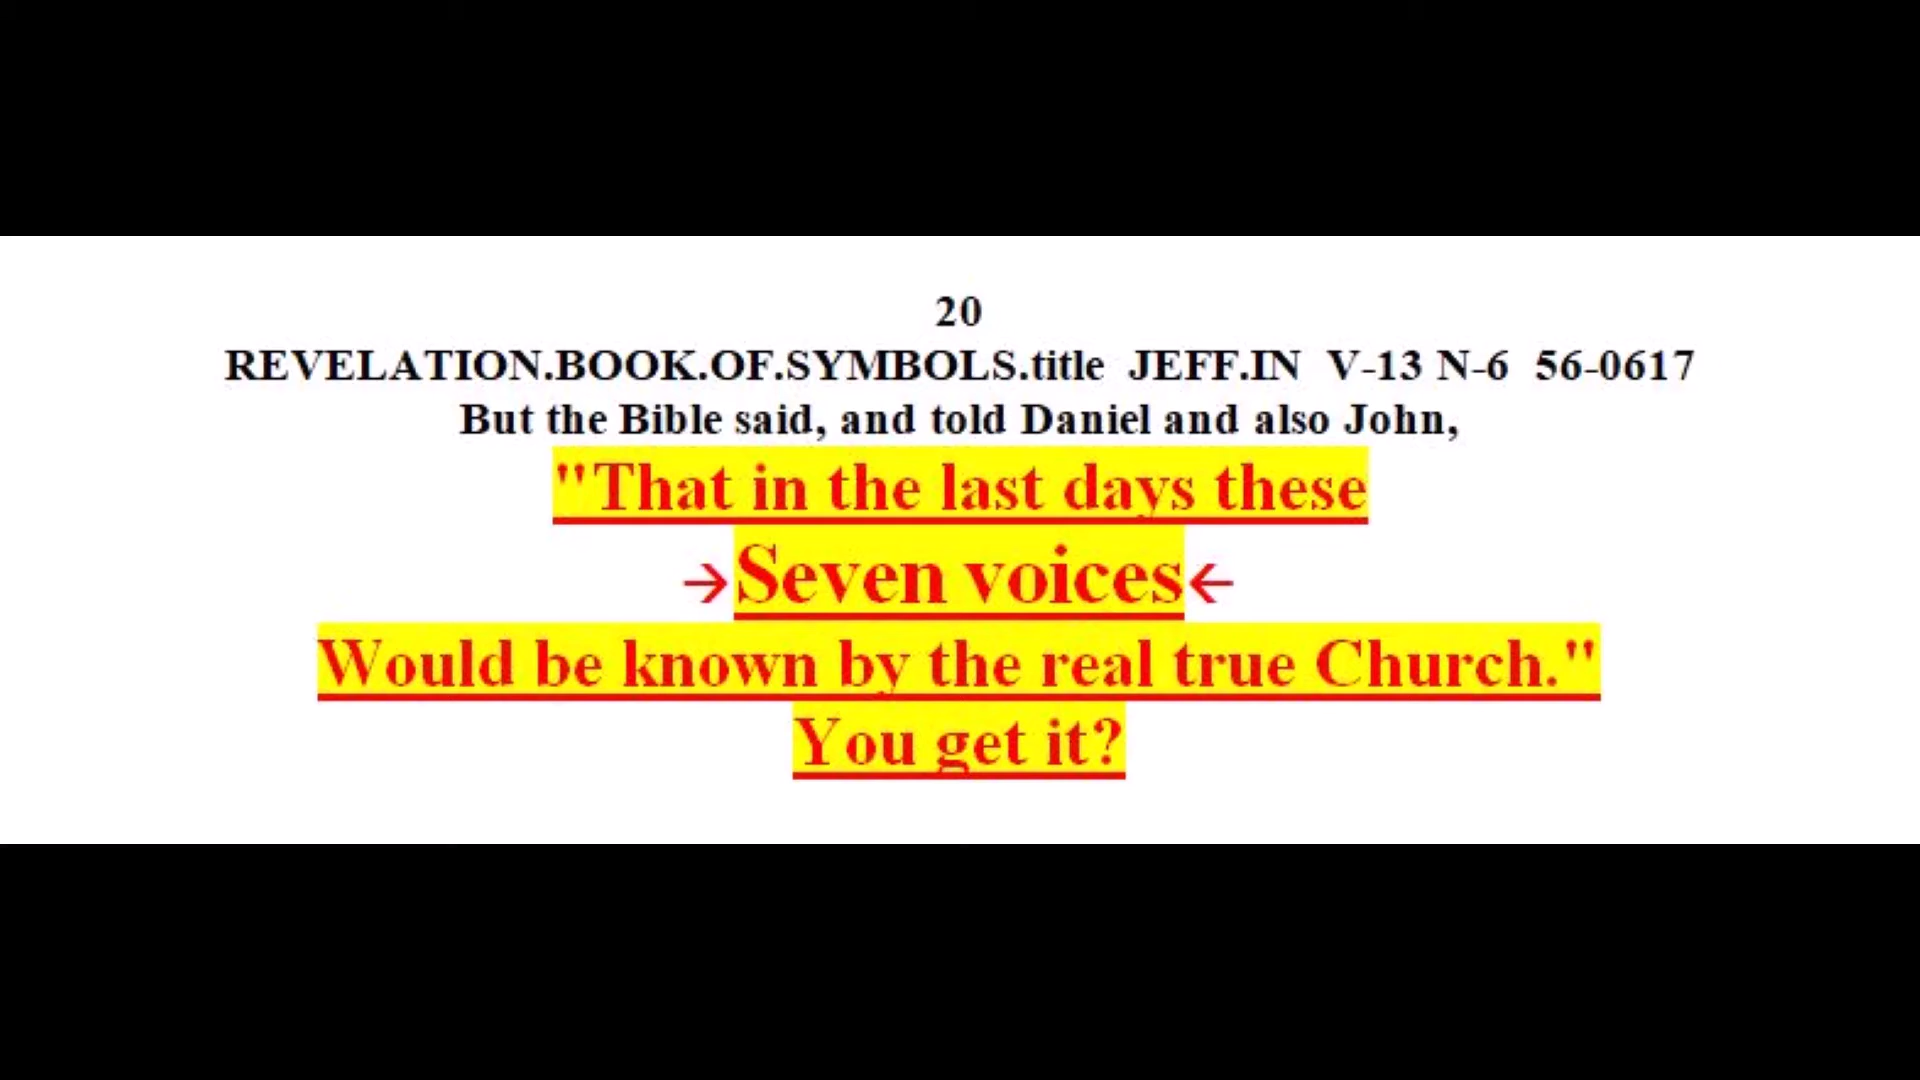 20
REVELATION.BOOK.OF.SYMBOLS.title JEFF.IN V-13 N-6 56-0617
But the Bible said, and told Daniel and also John,
"That in the last days these
→Seven voices←
Would be known by the real true Church."
You get it?